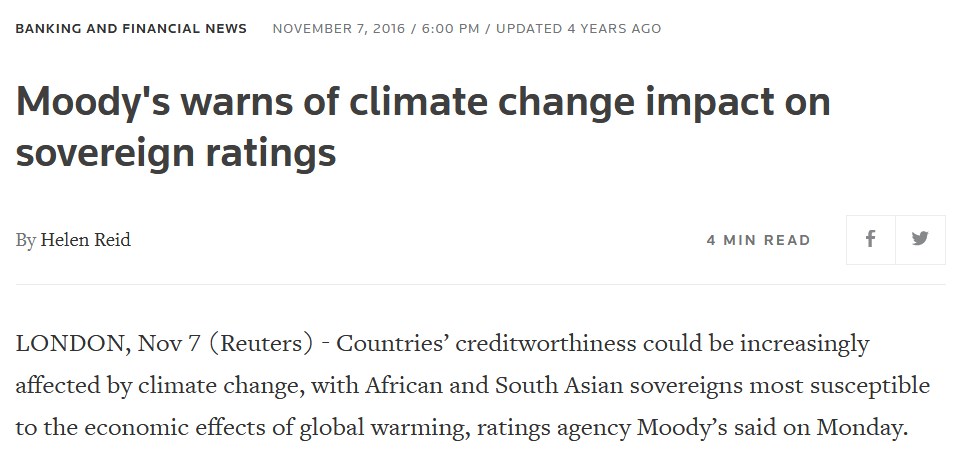 BANKING AND FINANCIAL NEWS NOVEMBER 7, 2016 / 6:00 PM / UPDATED 4 YEARS AGO
Moody's warns of climate change impact on
sovereign ratings
By Helen Reid 4 MIN READ
LONDON, Nov 7 (Reuters) - Countries’ creditworthiness could be increasingly
affected by climate change, with African and South Asian sovereigns most susceptible
to the economic effects of global warming, ratings agency Moody’s said on Monday.